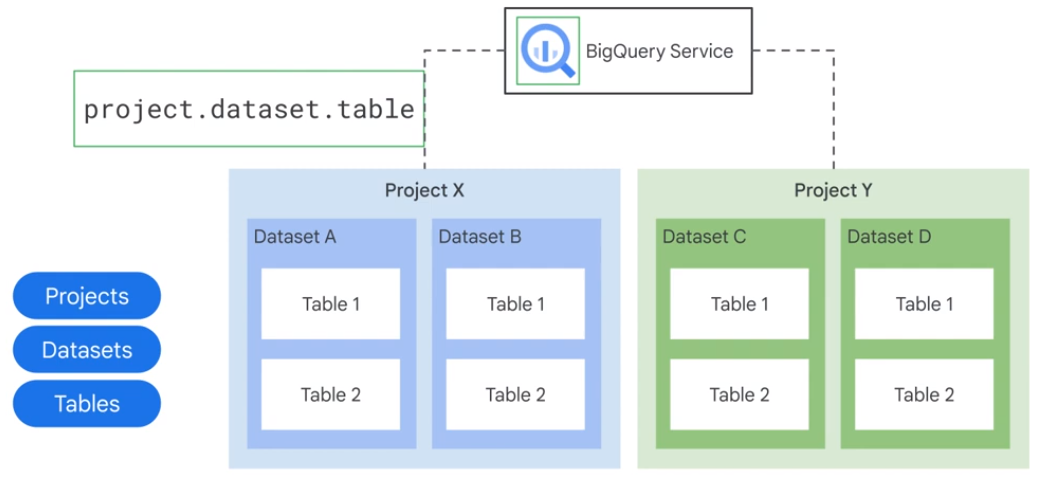 BigQuery Service
project.dataset.table
Project X
Dataset A
Table 1
Table 2
Dataset B
Table 1
Table 2
Project Y
Dataset C
Table 1
Table 2
Dataset D
Table 1
Table 2
Projects
Datasets
Tables